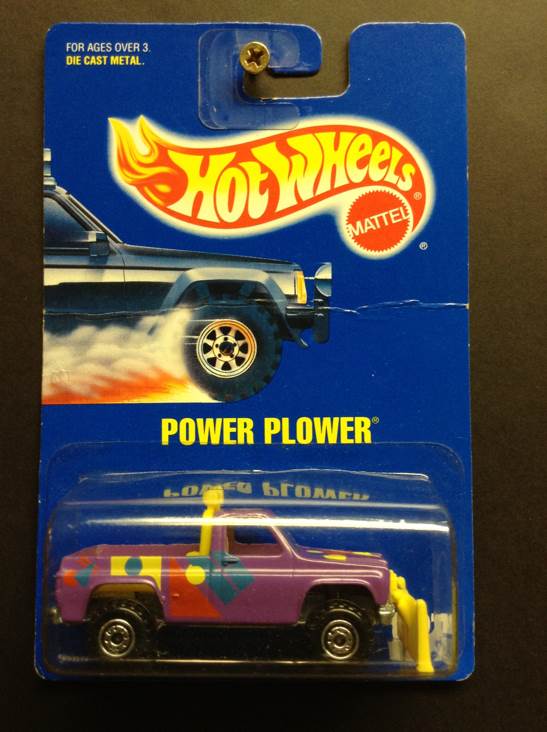 FOR AGES OVER 3.
DIE CAST METAL.
HOT WHEELS®
MATTEL
®
POWER PLOWER®
POWER PLOWER